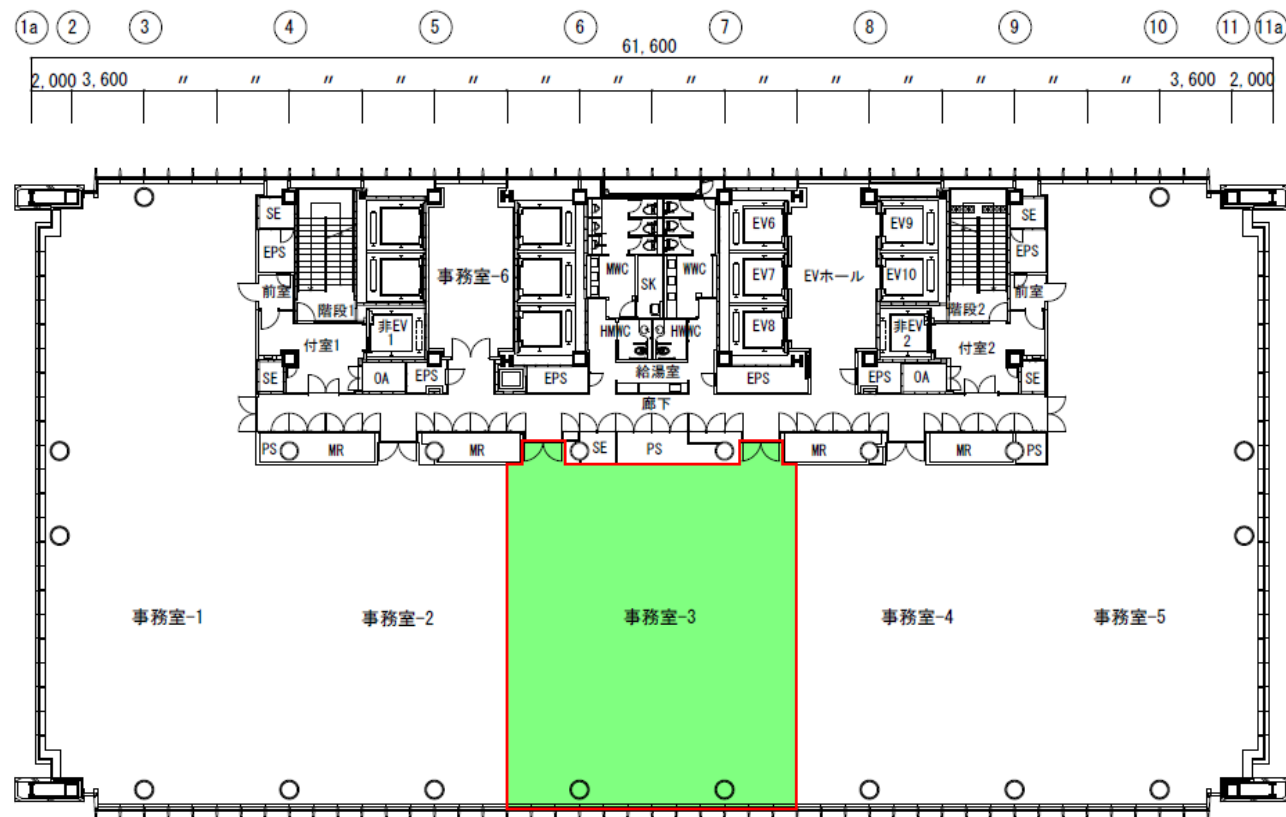 1a 2 3 4 5 6 7 8 9 10 11 11a
61,600
2,000 3,600 〃 〃 〃 〃 〃 〃 〃 〃 〃 〃 〃 〃 〃 〃 3,600 2,000
SE EV6 EV9 SE
EPS EPS
MWC SK WWC EV7 EV10
事務室-6 EVホール
前室 前室
階段1 階段2
非EV1 HMWC HWWC EV8 非EV2
付室1 付室2
SE OA EPS EPS 給湯室 EPS EPS OA SE
廊下
PS MR MR SE PS MR MR PS
事務室-1 事務室-2 事務室-3 事務室-4 事務室-5